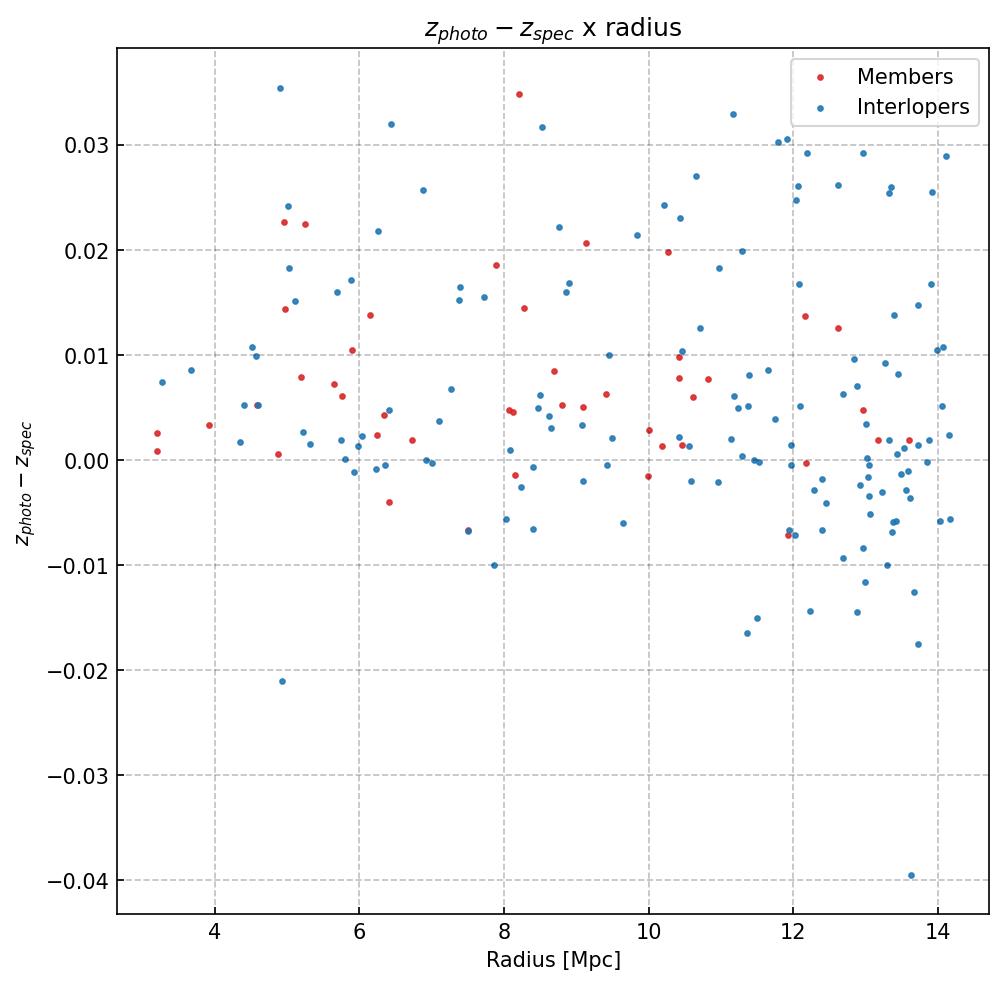 z_photo − z_spec x radius
Members
Interlopers
0.03
0.02
0.01
0.00
−0.01
−0.02
−0.03
−0.04
z_photo − z_spec
4 6 8 10 12 14
Radius [Mpc]